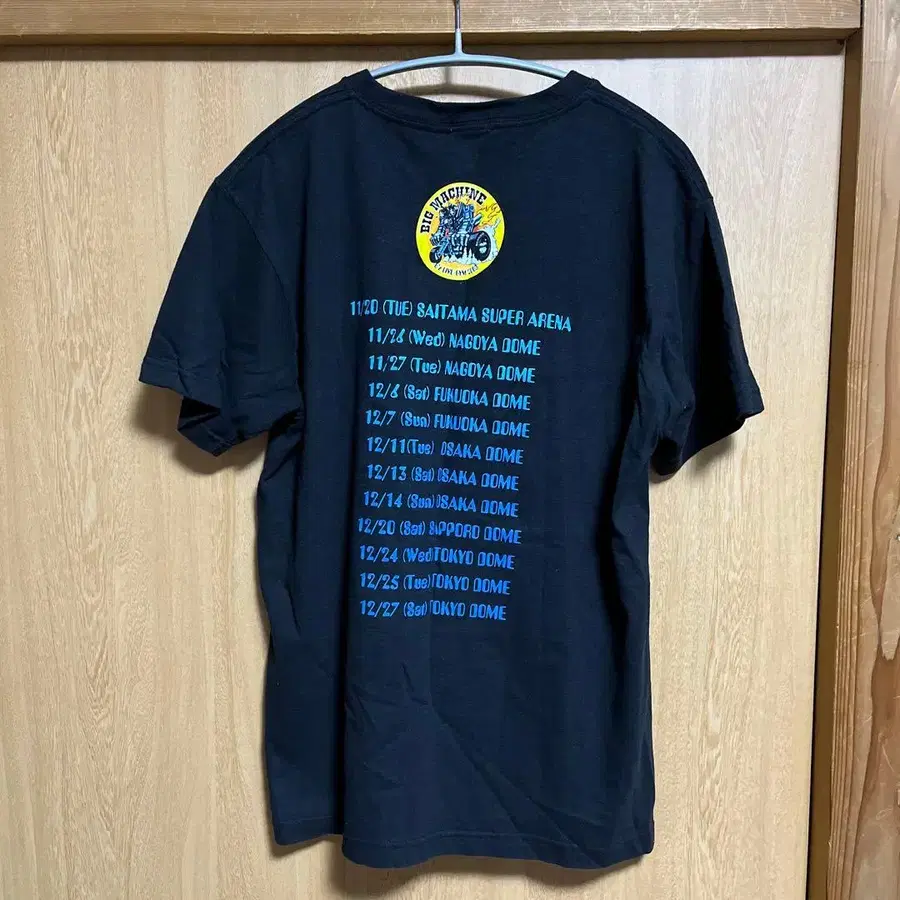 BIG MACHINE
11/20 (TUE) SAITAMA SUPER ARENA
11/26 (Wed) NAGOYA DOME
11/27 (Tue) NAGOYA DOME
12/6 (Sat) FUKUOKA DOME
12/7 (Sun) FUKUOKA DOME
12/11(Tue) OSAKA DOME
12/13 (Sat) OSAKA DOME
12/14 (Sun) OSAKA DOME
12/20 (Sat) SAPPORO DOME
12/24 (Wed) TOKYO DOME
12/25 (Tue) TOKYO DOME
12/27 (Sat) TOKYO DOME